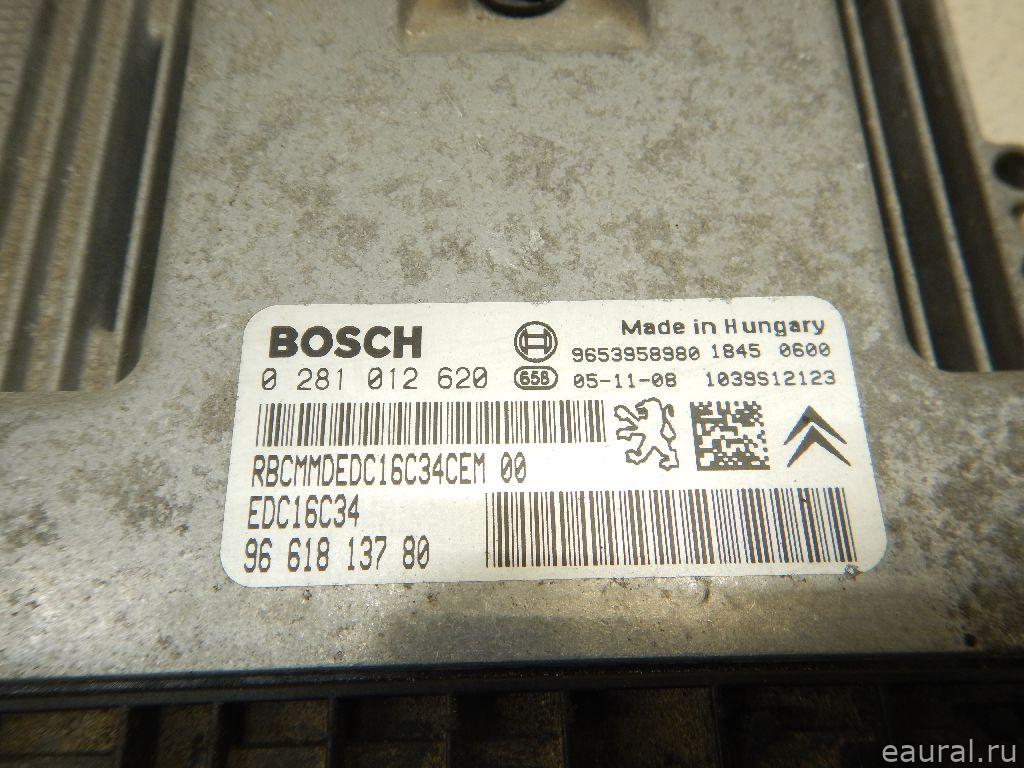 BOSCH
Made in Hungary
9653958980 1845 0600
0 281 012 620 658 05-11-08 1039S12123
RBCMMDEDC16C34CEM 00
EDC16C34
96 618 137 80
eaural.ru